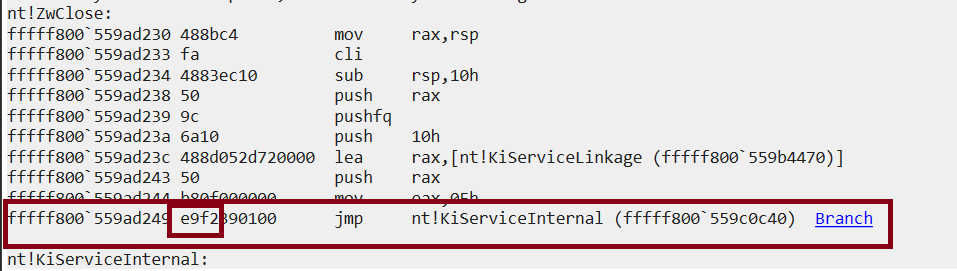 nt!ZwClose:
fffff800`559ad230 488bc4 mov rax,rsp
fffff800`559ad233 fa cli
fffff800`559ad234 4883ec10 sub rsp,10h
fffff800`559ad238 50 push rax
fffff800`559ad239 9c pushfq
fffff800`559ad23a 6a10 push 10h
fffff800`559ad23c 488d052d720000 lea rax,[nt!KiServiceLinkage (fffff800`559b4470)]
fffff800`559ad243 50 push rax
fffff800`559ad244 b80f000000 mov eax,0Fh
fffff800`559ad249 e9f2390100 jmp nt!KiServiceInternal (fffff800`559c0c40) Branch
nt!KiServiceInternal: